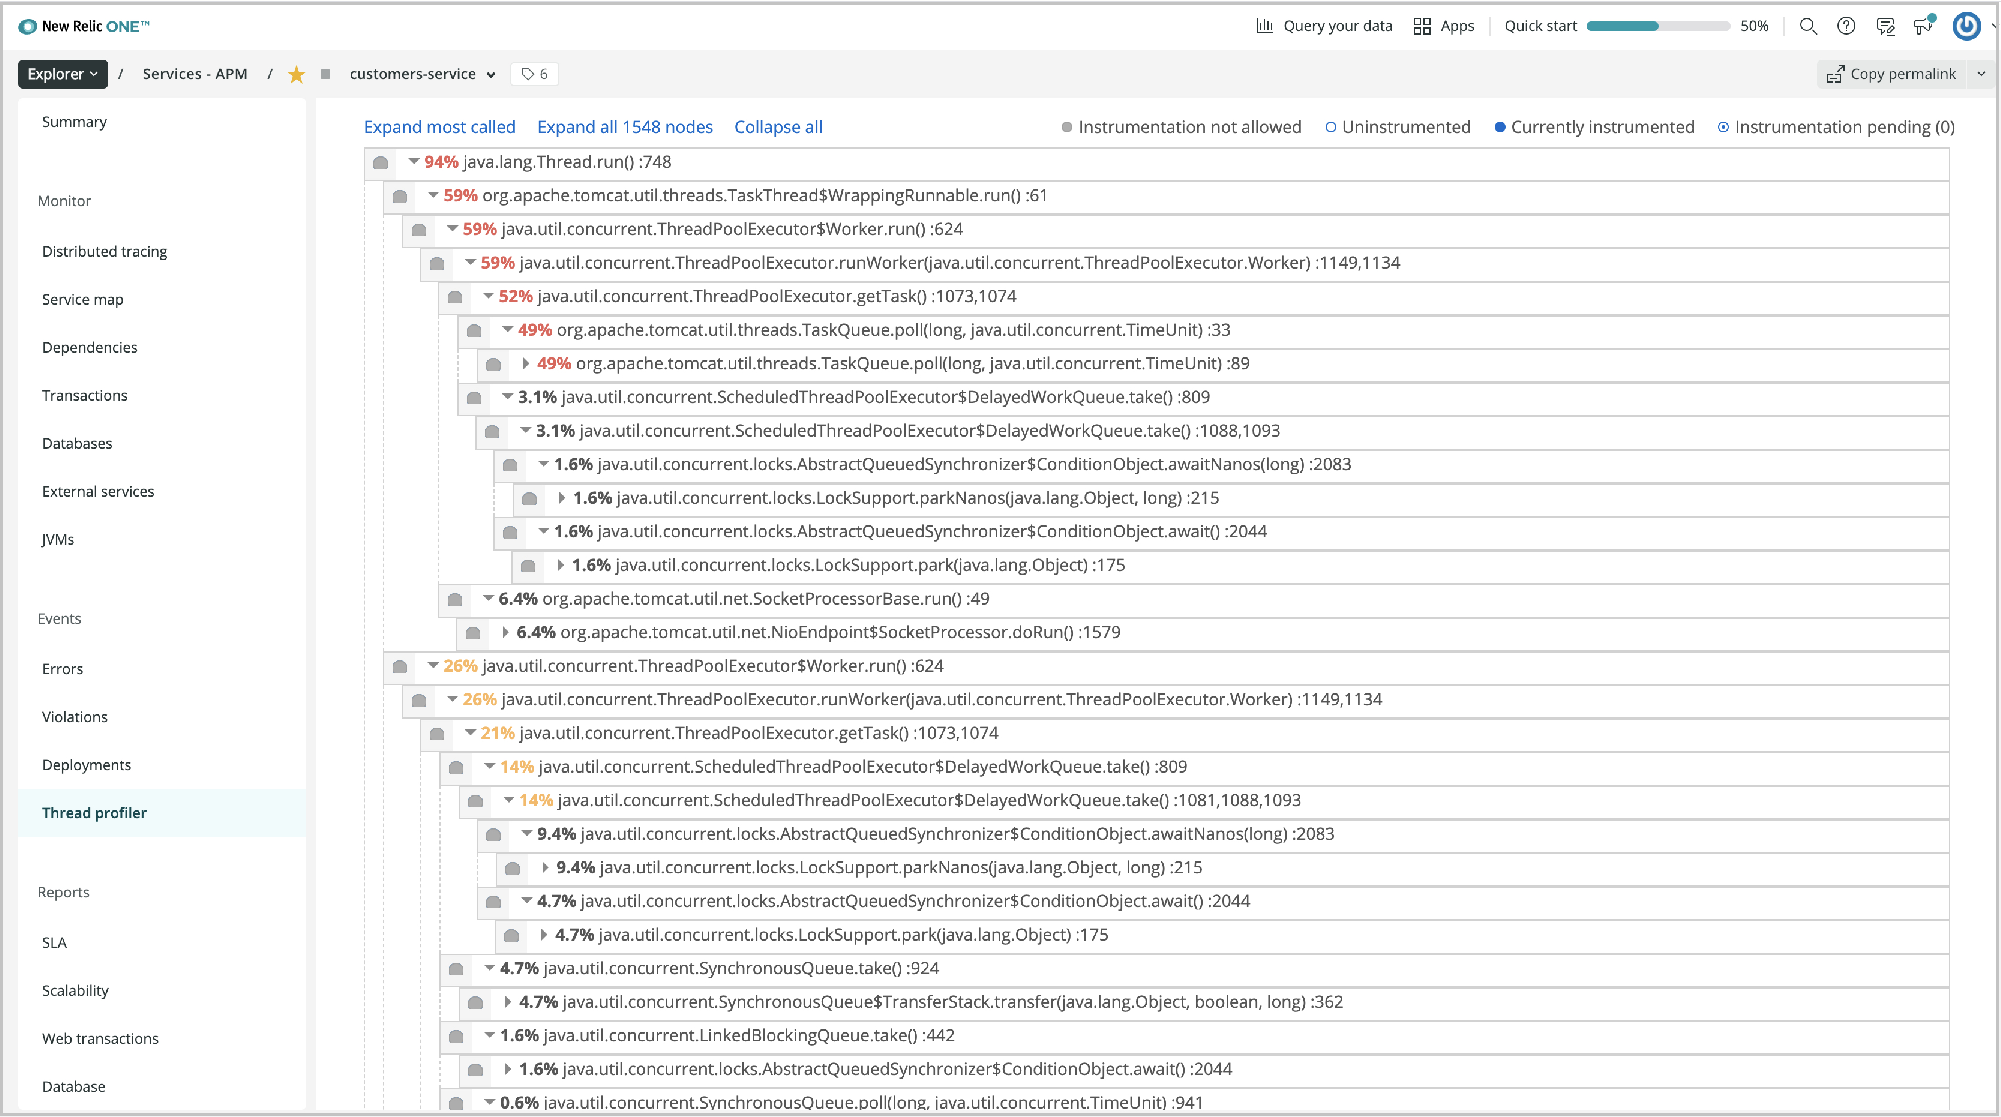 New Relic ONE™
Query your data
Apps
Quick start
50%
Explorer
/
Services - APM
/
customers-service
6
Copy permalink
Summary
Monitor
Distributed tracing
Service map
Dependencies
Transactions
Databases
External services
JVMs
Events
Errors
Violations
Deployments
Thread profiler
Reports
SLA
Scalability
Web transactions
Database
Expand most called Expand all 1548 nodes Collapse all
Instrumentation not allowed Uninstrumented Currently instrumented Instrumentation pending (0)
94% java.lang.Thread.run() :748
59% org.apache.tomcat.util.threads.TaskThread$WrappingRunnable.run() :61
59% java.util.concurrent.ThreadPoolExecutor$Worker.run() :624
59% java.util.concurrent.ThreadPoolExecutor.runWorker(java.util.concurrent.ThreadPoolExecutor.Worker) :1149,1134
52% java.util.concurrent.ThreadPoolExecutor.getTask() :1073,1074
49% org.apache.tomcat.util.threads.TaskQueue.poll(long, java.util.concurrent.TimeUnit) :33
49% org.apache.tomcat.util.threads.TaskQueue.poll(long, java.util.concurrent.TimeUnit) :89
3.1% java.util.concurrent.ScheduledThreadPoolExecutor$DelayedWorkQueue.take() :809
3.1% java.util.concurrent.ScheduledThreadPoolExecutor$DelayedWorkQueue.take() :1088,1093
1.6% java.util.concurrent.locks.AbstractQueuedSynchronizer$ConditionObject.awaitNanos(long) :2083
1.6% java.util.concurrent.locks.LockSupport.parkNanos(java.lang.Object, long) :215
1.6% java.util.concurrent.locks.AbstractQueuedSynchronizer$ConditionObject.await() :2044
1.6% java.util.concurrent.locks.LockSupport.park(java.lang.Object) :175
6.4% org.apache.tomcat.util.net.SocketProcessorBase.run() :49
6.4% org.apache.tomcat.util.net.NioEndpoint$SocketProcessor.doRun() :1579
26% java.util.concurrent.ThreadPoolExecutor$Worker.run() :624
26% java.util.concurrent.ThreadPoolExecutor.runWorker(java.util.concurrent.ThreadPoolExecutor.Worker) :1149,1134
21% java.util.concurrent.ThreadPoolExecutor.getTask() :1073,1074
14% java.util.concurrent.ScheduledThreadPoolExecutor$DelayedWorkQueue.take() :809
14% java.util.concurrent.ScheduledThreadPoolExecutor$DelayedWorkQueue.take() :1081,1088,1093
9.4% java.util.concurrent.locks.AbstractQueuedSynchronizer$ConditionObject.awaitNanos(long) :2083
9.4% java.util.concurrent.locks.LockSupport.parkNanos(java.lang.Object, long) :215
4.7% java.util.concurrent.locks.AbstractQueuedSynchronizer$ConditionObject.await() :2044
4.7% java.util.concurrent.locks.LockSupport.park(java.lang.Object) :175
4.7% java.util.concurrent.SynchronousQueue.take() :924
4.7% java.util.concurrent.SynchronousQueue$TransferStack.transfer(java.lang.Object, boolean, long) :362
1.6% java.util.concurrent.LinkedBlockingQueue.take() :442
1.6% java.util.concurrent.locks.AbstractQueuedSynchronizer$ConditionObject.await() :2044
0.6% java.util.concurrent.SynchronousQueue.poll(long, java.util.concurrent.TimeUnit) :941